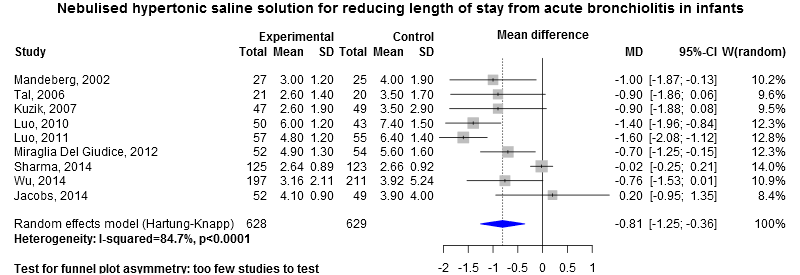 Nebulised hypertonic saline solution for reducing length of stay from acute bronchiolitis in infants
Experimental Control Mean difference
Study Total Mean SD Total Mean SD MD 95%-CI W(random)
Mandeberg, 2002 27 3.00 1.20 25 4.00 1.90 -1.00 [-1.87; -0.13] 10.2%
Tal, 2006 21 2.60 1.40 20 3.50 1.70 -0.90 [-1.86; 0.06] 9.5%
Kuzik, 2007 47 2.60 1.90 49 3.50 2.90 -0.90 [-1.88; 0.08] 9.5%
Luo, 2010 50 6.00 1.20 43 7.40 1.50 -1.40 [-1.96; -0.84] 12.3%
Luo, 2011 57 4.80 1.20 55 6.40 1.40 -1.60 [-2.08; -1.12] 12.8%
Miraglia Del Giudice, 2012 52 4.90 1.30 54 5.60 1.60 -0.70 [-1.25; -0.15] 12.3%
Sharma, 2014 125 2.64 0.89 123 2.66 0.92 -0.02 [-0.25; 0.21] 14.0%
Wu, 2014 197 3.16 2.11 211 3.92 5.24 -0.76 [-1.53; 0.01] 10.9%
Jacobs, 2014 52 4.10 0.90 49 3.90 4.00 0.20 [-0.95; 1.35] 8.4%
Random effects model (Hartung-Knapp) 628 629 -0.81 [-1.25; -0.36] 100%
Heterogeneity: I-squared=84.7%, p<0.0001
-2 -1.5 -1 -0.5 0 0.5 1
Test for funnel plot asymmetry: too few studies to test